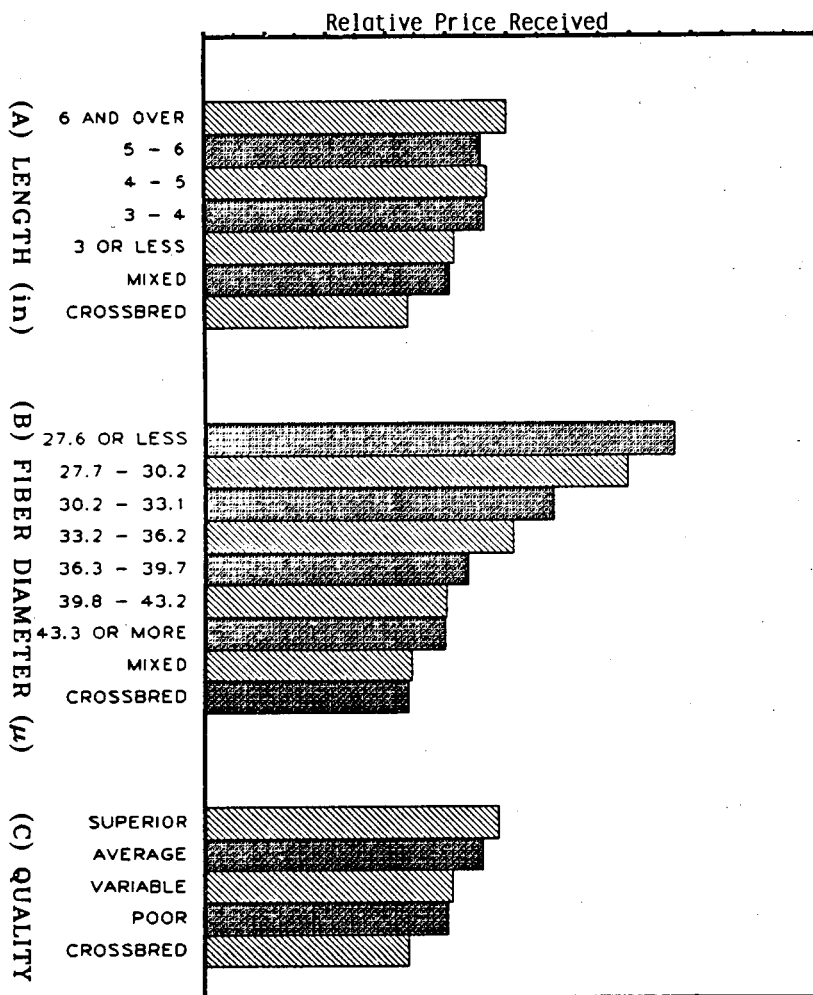 Relative Price Received
(A) LENGTH (in)
6 AND OVER
5 - 6
4 - 5
3 - 4
3 OR LESS
MIXED
CROSSBRED
(B) FIBER DIAMETER (μ)
27.6 OR LESS
27.7 - 30.2
30.2 - 33.1
33.2 - 36.2
36.3 - 39.7
39.8 - 43.2
43.3 OR MORE
MIXED
CROSSBRED
(C) QUALITY
SUPERIOR
AVERAGE
VARIABLE
POOR
CROSSBRED